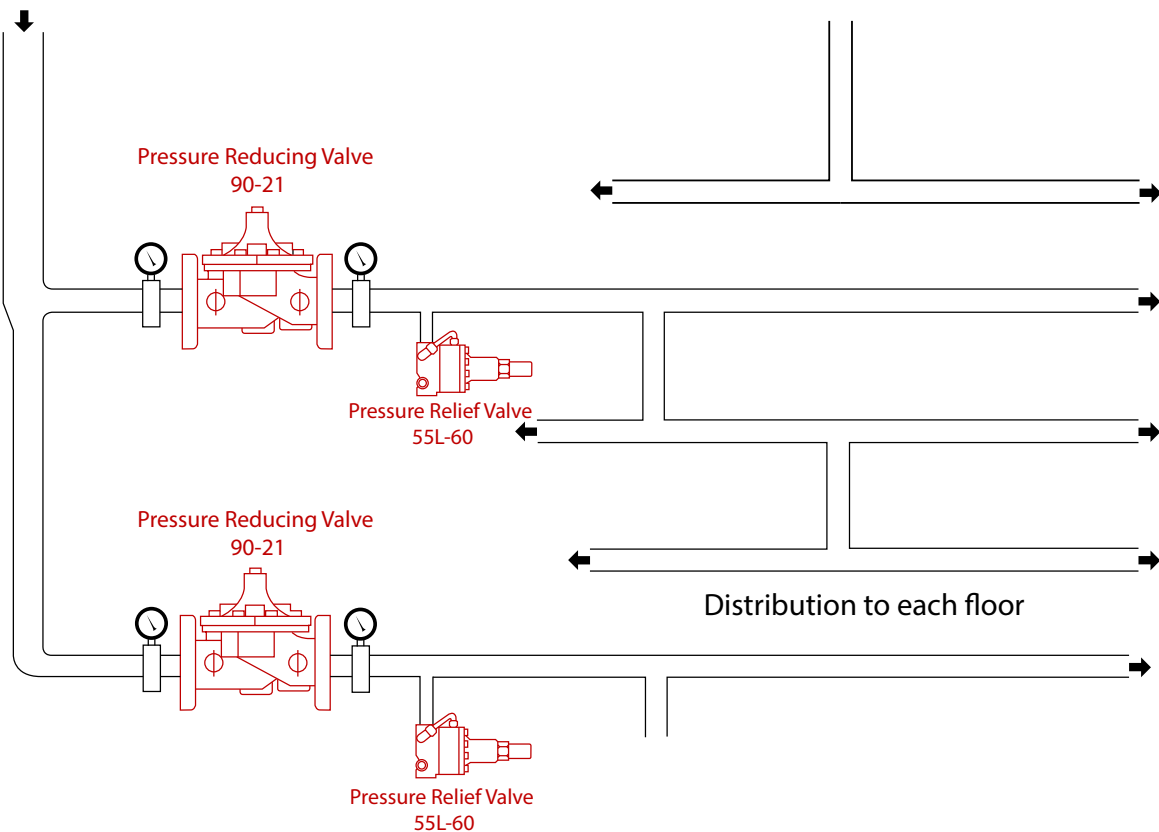 Pressure Reducing Valve
90-21
Pressure Relief Valve
55L-60
Pressure Reducing Valve
90-21
Distribution to each floor
Pressure Relief Valve
55L-60